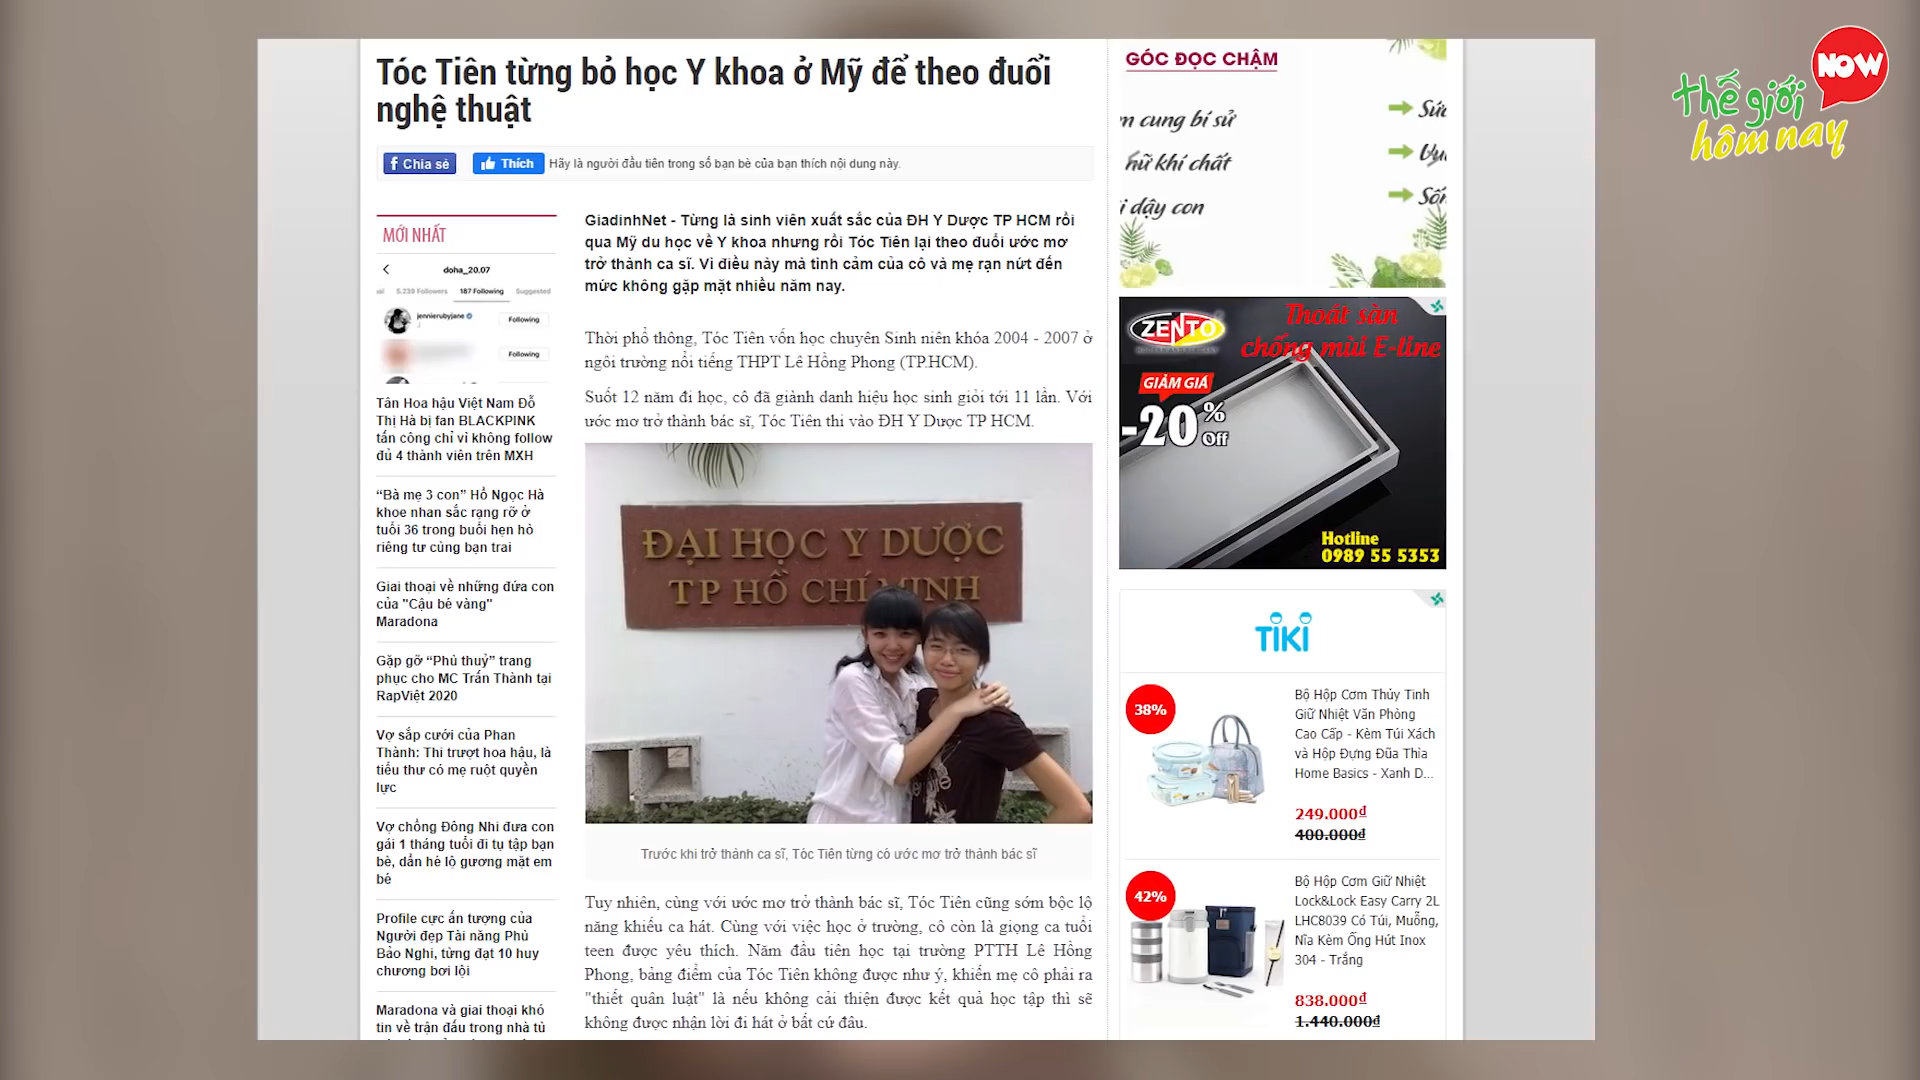 Tóc Tiên từng bỏ học Y khoa ở Mỹ để theo đuổi
nghệ thuật
Chia sẻ
Thích
Hãy là người đầu tiên trong số bạn bè của bạn thích nội dung này.
MỚI NHẤT
doha_20.07
5.239 Followers
187 Following
Suggested
jennierubyjane
Following
Following
Tân Hoa hậu Việt Nam Đỗ
Thị Hà bị fan BLACKPINK
tấn công chỉ vì không follow
đủ 4 thành viên trên MXH
“Bà mẹ 3 con” Hồ Ngọc Hà
khoe nhan sắc rạng rỡ ở
tuổi 36 trong buổi hẹn hò
riêng tư cùng bạn trai
Giai thoại về những đứa con
của "Cậu bé vàng"
Maradona
Gặp gỡ “Phù thuỷ” trang
phục cho MC Trấn Thành tại
RapViệt 2020
Vợ sắp cưới của Phan
Thành: Thi trượt hoa hậu, là
tiểu thư có mẹ ruột quyền
lực
Vợ chồng Đông Nhi đưa con
gái 1 tháng tuổi đi tụ tập bạn
bè, dần hé lộ gương mặt em
bé
Profile cực ấn tượng của
Người đẹp Tài năng Phù
Bảo Nghi, từng đạt 10 huy
chương bơi lội
Maradona và giai thoại khó
tin về trận đấu trong nhà tù
GiadinhNet - Từng là sinh viên xuất sắc của ĐH Y Dược TP HCM rồi
qua Mỹ du học về Y khoa nhưng rồi Tóc Tiên lại theo đuổi ước mơ
trở thành ca sĩ. Vì điều này mà tình cảm của cô và mẹ rạn nứt đến
mức không gặp mặt nhiều năm nay.
Thời phổ thông, Tóc Tiên vốn học chuyên Sinh niên khóa 2004 - 2007 ở
ngôi trường nổi tiếng THPT Lê Hồng Phong (TP.HCM).
Suốt 12 năm đi học, cô đã giành danh hiệu học sinh giỏi tới 11 lần. Với
ước mơ trở thành bác sĩ, Tóc Tiên thi vào ĐH Y Dược TP HCM.
ĐẠI HỌC Y DƯỢC
TP HỒ CHÍ MINH
Trước khi trở thành ca sĩ, Tóc Tiên từng có ước mơ trở thành bác sĩ
Tuy nhiên, cùng với ước mơ trở thành bác sĩ, Tóc Tiên cũng sớm bộc lộ
năng khiếu ca hát. Cùng với việc học ở trường, cô còn là giọng ca tuổi
teen được yêu thích. Năm đầu tiên học tại trường PTTH Lê Hồng
Phong, bảng điểm của Tóc Tiên không được như ý, khiến mẹ cô phải ra
"thiết quân luật" là nếu không cải thiện được kết quả học tập thì sẽ
không được nhận lời đi hát ở bất cứ đâu.
GÓC ĐỌC CHẬM
cung bí sử
khí chất
dậy con
ZENTO
Thoát sàn
chống mùi E-line
GIẢM GIÁ
-20% Off
Hotline
0989 55 5353
TIKI
38%
Bộ Hộp Cơm Thủy Tinh
Giữ Nhiệt Văn Phòng
Cao Cấp - Kèm Túi Xách
và Hộp Đựng Đũa Thìa
Home Basics - Xanh D...
249.000₫
400.000₫
42%
Bộ Hộp Cơm Giữ Nhiệt
Lock&Lock Easy Carry 2L
LHC8039 Có Túi, Muỗng,
Nĩa Kèm Ống Hút Inox
304 - Trắng
838.000₫
1.440.000₫
thế giới
hôm nay
NOW